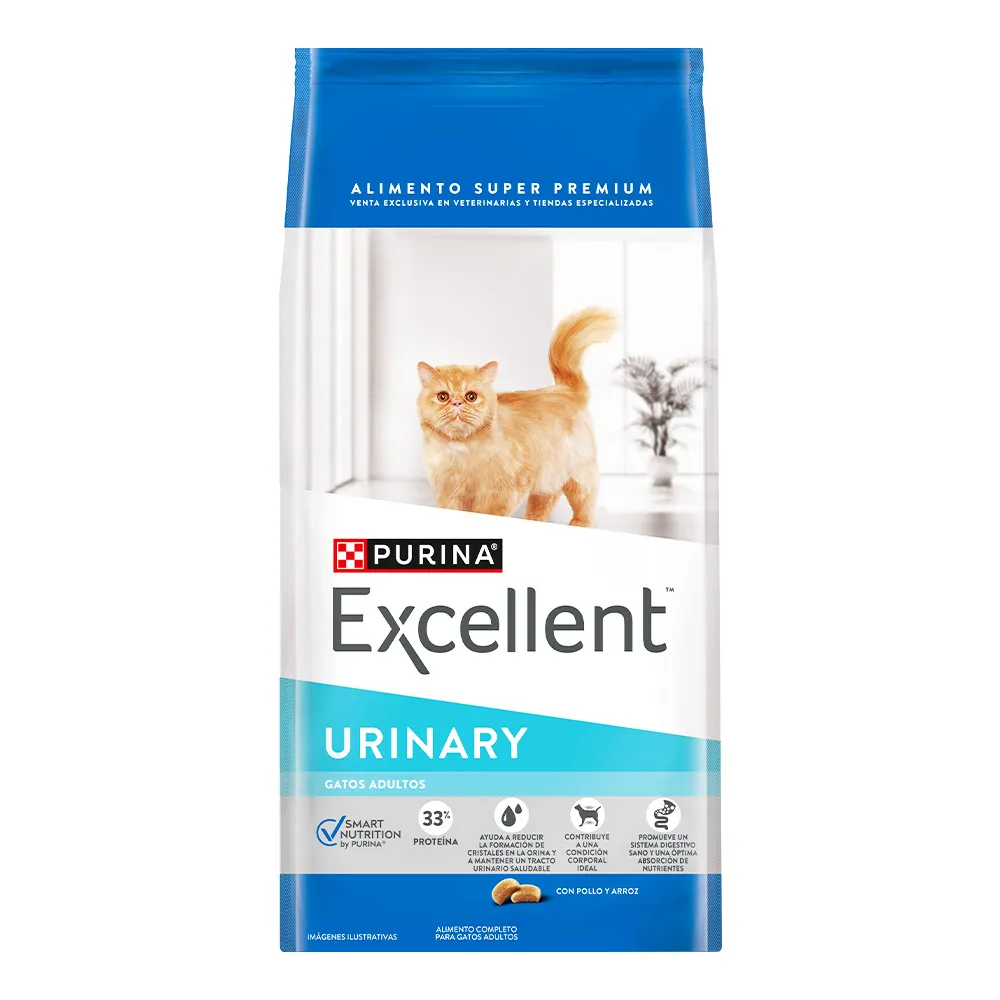 ALIMENTO SUPER PREMIUM
VENTA EXCLUSIVA EN VETERINARIAS Y TIENDAS ESPECIALIZADAS
PURINA®
Excellent™
URINARY
GATOS ADULTOS
SMART
NUTRITION
by PURINA®
33%
PROTEÍNA
AYUDA A REDUCIR
LA FORMACIÓN DE
CRISTALES EN LA ORINA Y
A MANTENER UN TRACTO
URINARIO SALUDABLE
CONTRIBUYE
A UNA
CONDICIÓN
CORPORAL
IDEAL
PROMUEVE UN
SISTEMA DIGESTIVO
SANO Y UNA ÓPTIMA
ABSORCIÓN DE
NUTRIENTES
CON POLLO Y ARROZ
IMÁGENES ILUSTRATIVAS
ALIMENTO COMPLETO
PARA GATOS ADULTOS